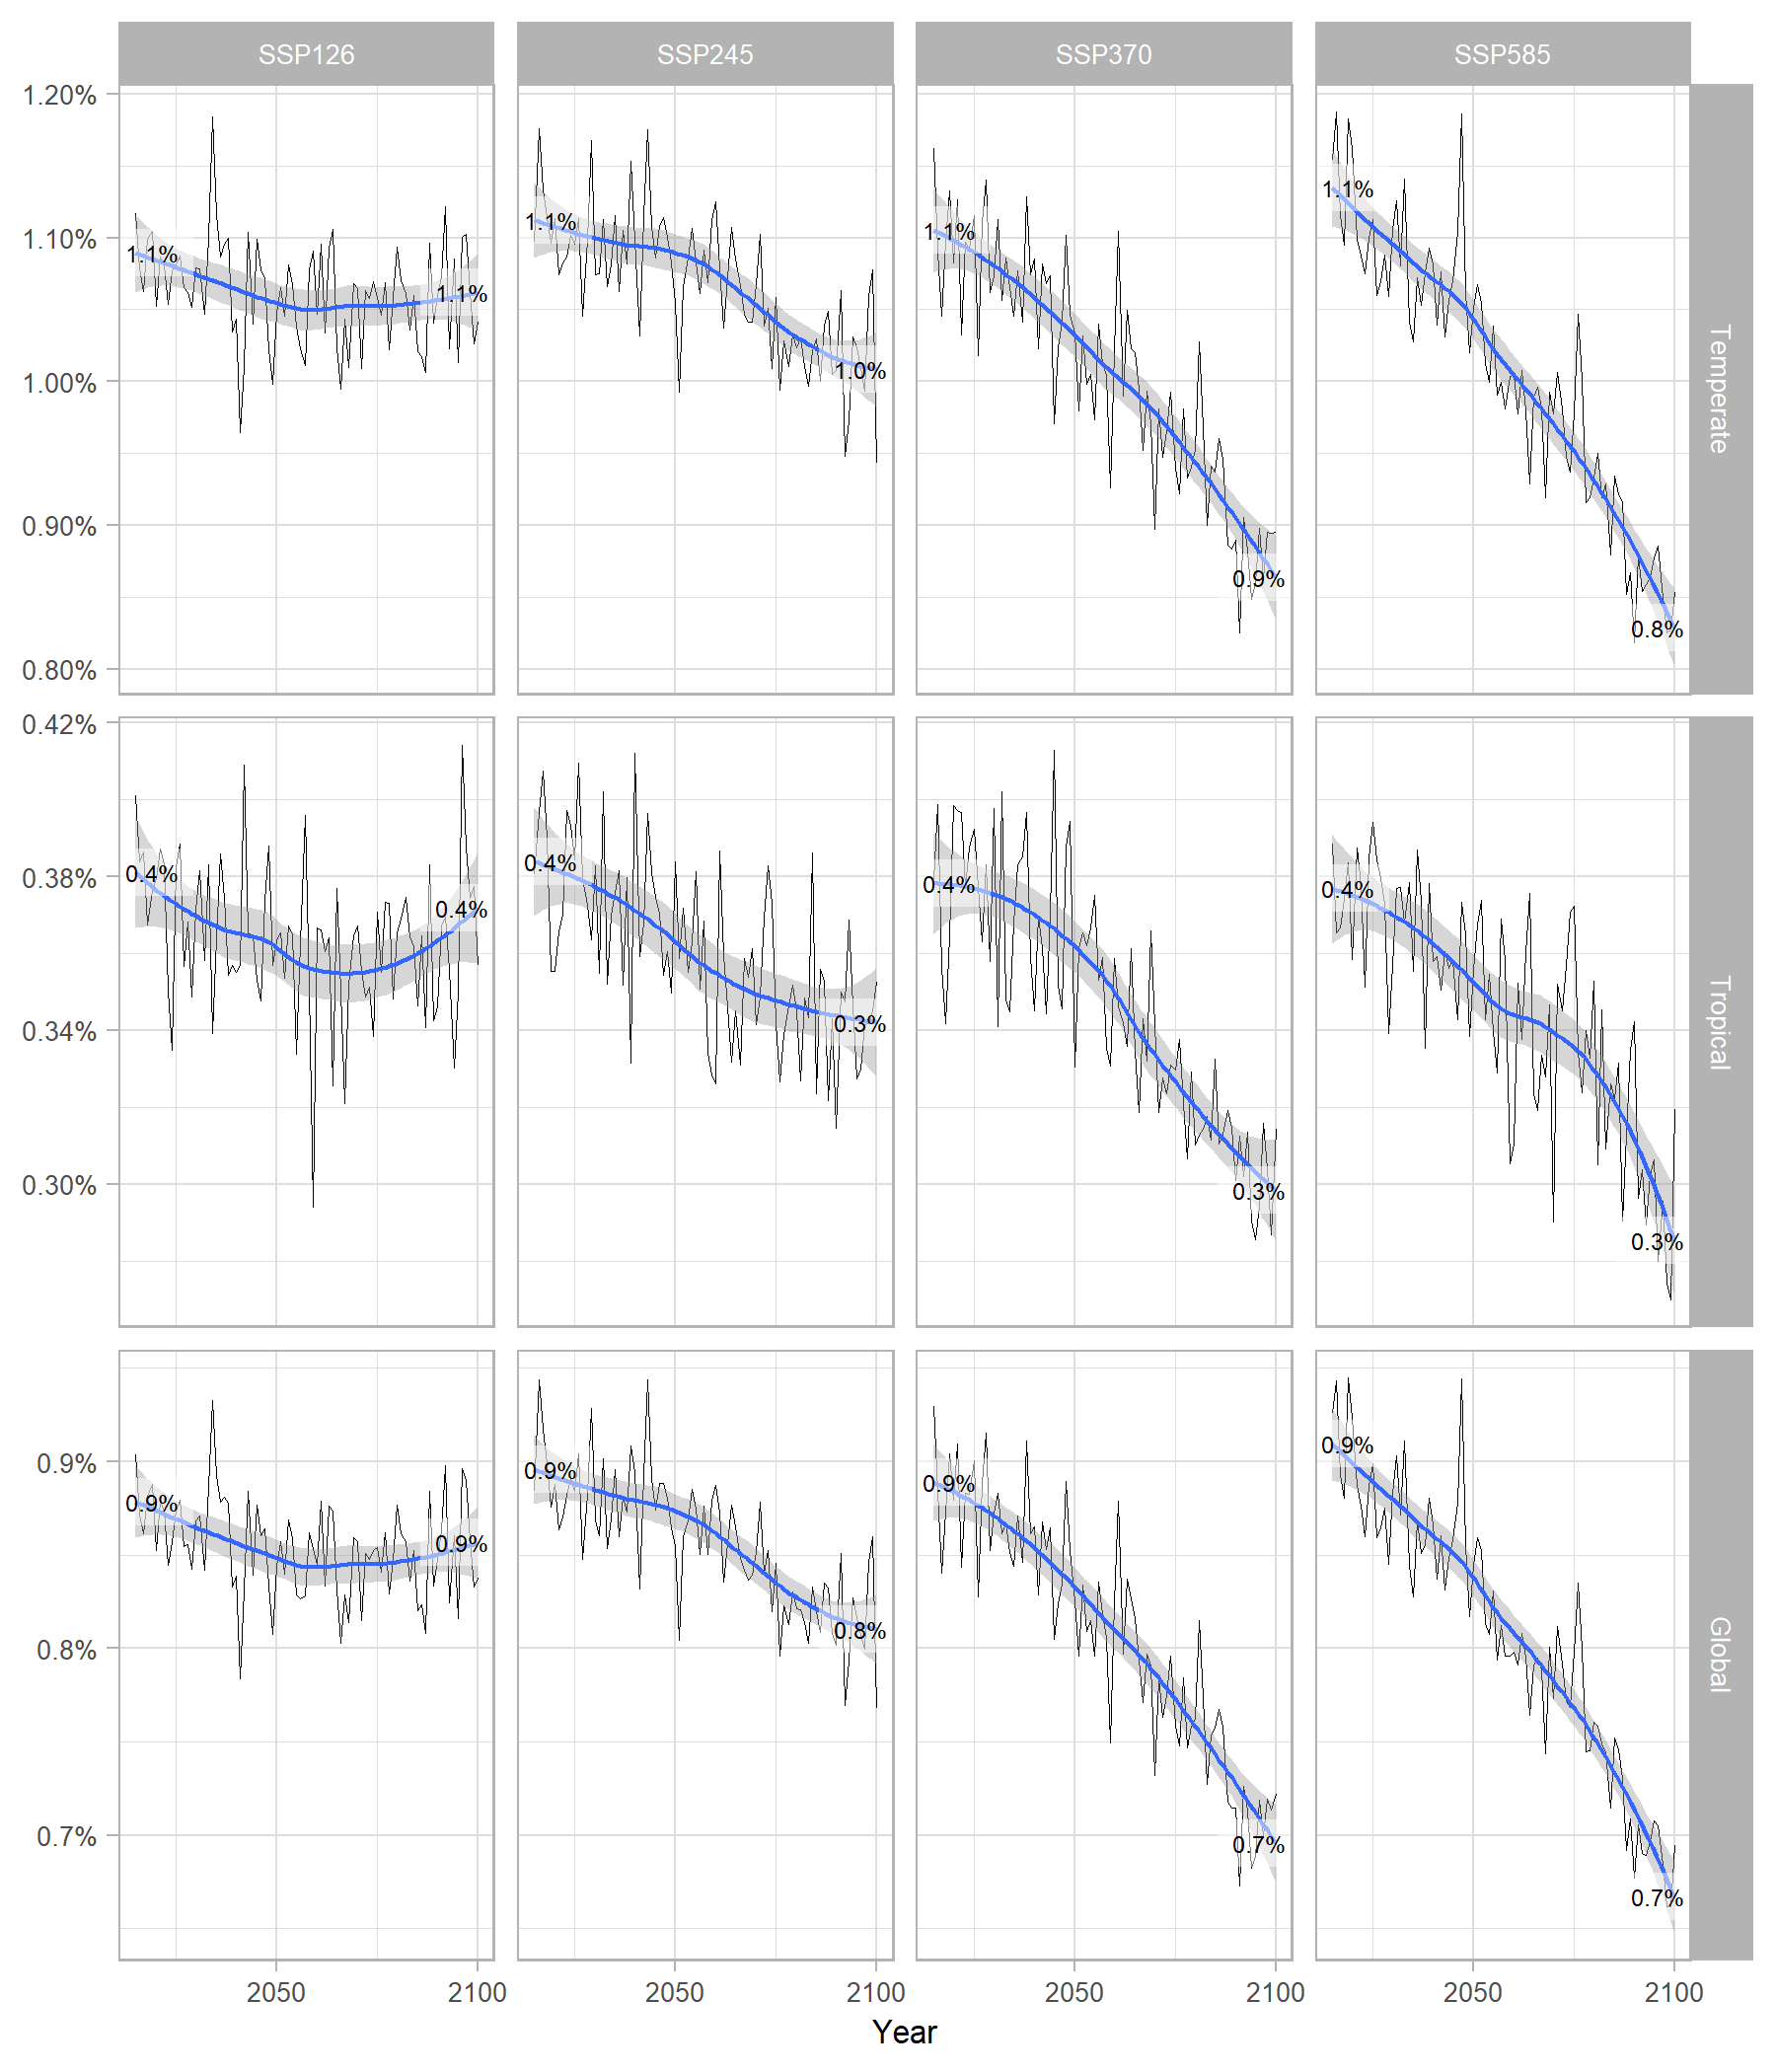 SSP126 SSP245 SSP370 SSP585
1.20%
1.10%
1.00%
0.90%
0.80%
1.1% 1.1% 1.1% 1.0% 1.1% 0.9% 1.1% 0.8%
Temperate
0.42%
0.38%
0.34%
0.30%
0.4% 0.4% 0.4% 0.3% 0.4% 0.3% 0.4% 0.3%
Tropical
0.9%
0.8%
0.7%
0.9% 0.9% 0.9% 0.8% 0.9% 0.7% 0.9% 0.7%
Global
2050 2100 2050 2100 2050 2100 2050 2100
Year